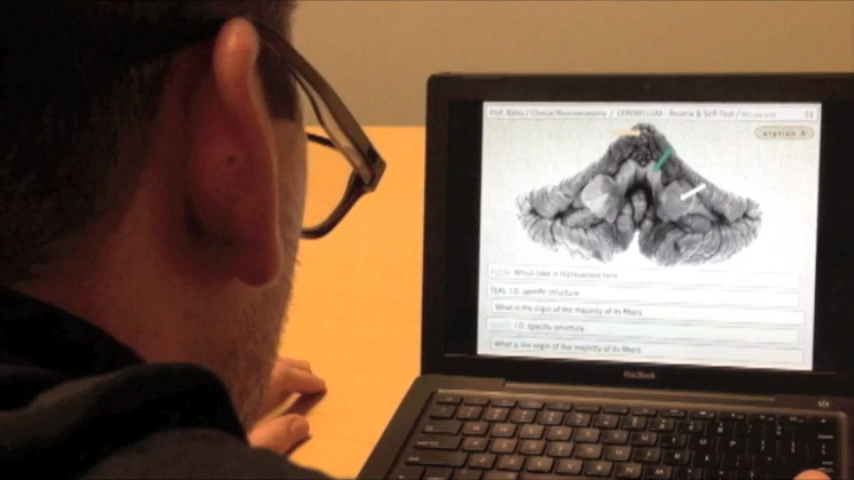 Prof. Bates / Clinical Neuroanatomy / CEREBELLUM - Review & Self-Test /
station 6
Which lobe is represented here
TEAL I.D. specific structure
What is the origin of the majority of its fibers
I.D. specific structure
What is the origin of the majority of its fibers
MacBook